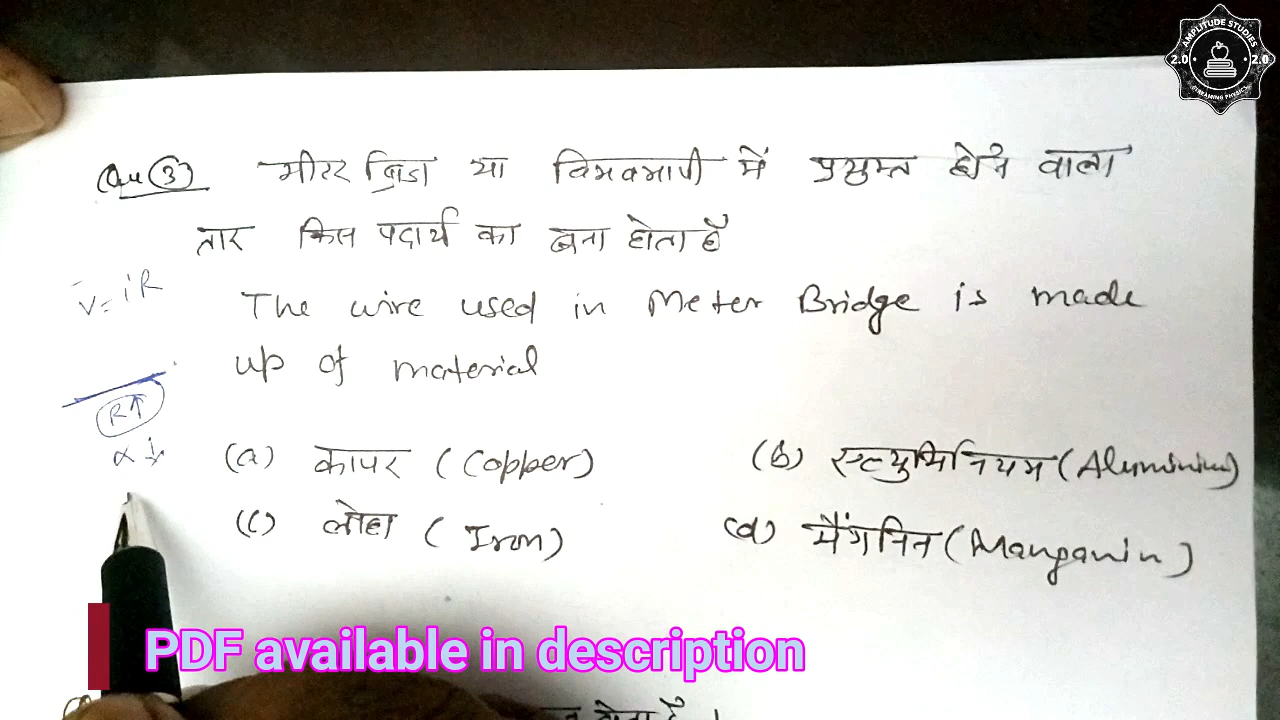 Que (3) मीटर ब्रिज या विभवमापी में प्रयुक्त होने वाला
तार किस पदार्थ का बना होता है
V = iR
The wire used in Meter Bridge is made
up of material
R↑
(a) कापर (Copper) (b) एल्युमिनियम (Aluminium)
(c) लोहा (Iron) (d) मैंगनिन (Manganin)
PDF available in description
AMPLITUDE STUDIES
2.0 2.0